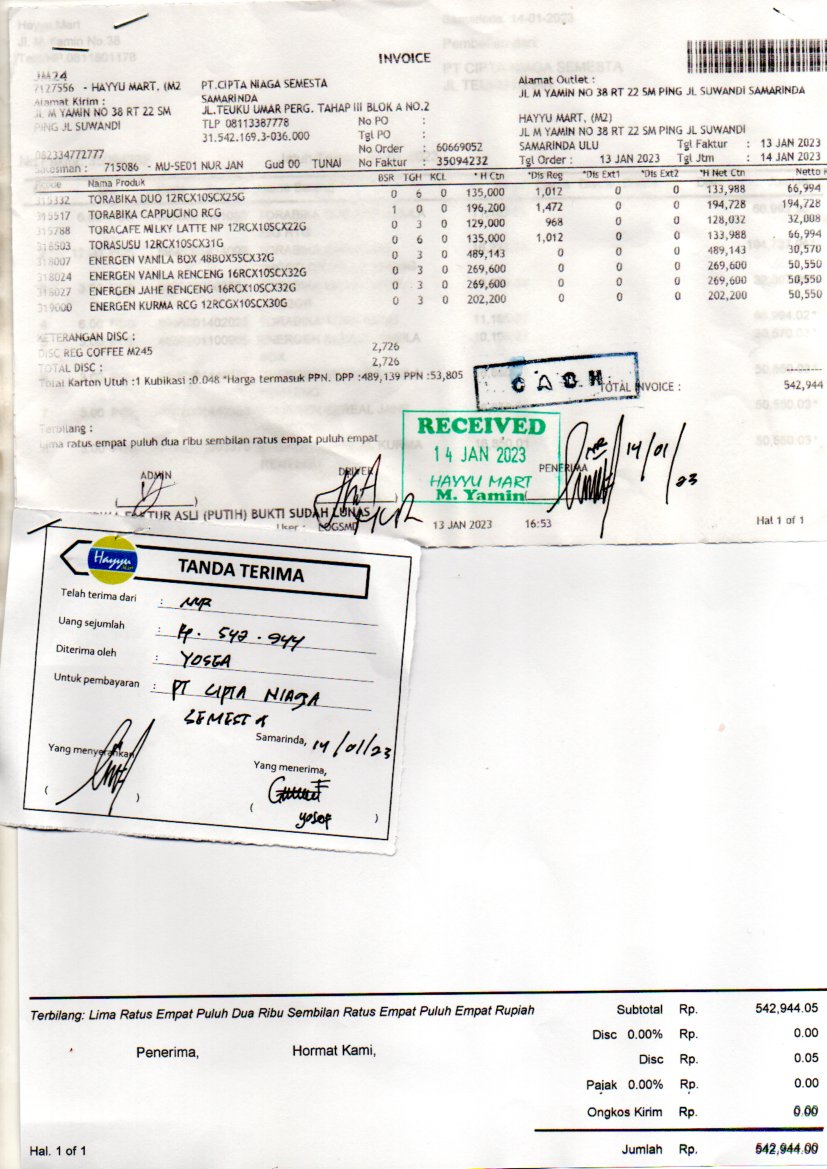 INVOICE
7127556 - HAYYU MART, (M2
Alamat Kirim :
JL M YAMIN NO 38 RT 22 SM
PING JL SUWANDI
082334772777
PT.CIPTA NIAGA SEMESTA
SAMARINDA
JL.TEUKU UMAR PERG. TAHAP III BLOK A NO.2
TLP 08113387778
31.542.169.3-036.000
No PO :
Tgl PO :
No Order : 60669052
No Faktur : 35094232
Alamat Outlet :
JL M YAMIN NO 38 RT 22 SM PING JL SUWANDI SAMARINDA
HAYYU MART, (M2)
JL M YAMIN NO 38 RT 22 SM PING JL SUWANDI
SAMARINDA ULU
Tgl Faktur : 13 JAN 2023
Tgl Order : 13 JAN 2023 Tgl Jtm : 14 JAN 2023
Salesman : 715086 - MU-SE01 NUR JAN Gud 00 TUNAI
Nama Produk BSR TGH KCL * H Ctn *Dis Reg *Dis Ext1 *Dis Ext2 *H Net Ctn Netto
315332 TORABIKA DUO 12RCX10SCX25G 0 6 0 135,000 1,012 0 0 133,988 66,994
315517 TORABIKA CAPPUCINO RCG 1 0 0 196,200 1,472 0 0 194,728 194,728
315788 TORACAFE MILKY LATTE NP 12RCX10SCX22G 0 3 0 129,000 968 0 0 128,032 32,008
316503 TORASUSU 12RCX10SCX31G 0 6 0 135,000 1,012 0 0 133,988 66,994
318007 ENERGEN VANILA BOX 48BOX5SCX32G 0 3 0 489,143 0 0 0 489,143 30,570
318024 ENERGEN VANILA RENCENG 16RCX10SCX32G 0 3 0 269,600 0 0 0 269,600 50,550
318027 ENERGEN JAHE RENCENG 16RCX10SCX32G 0 3 0 269,600 0 0 0 269,600 50,550
319000 ENERGEN KURMA RCG 12RCGX10SCX30G 0 3 0 202,200 0 0 0 202,200 50,550
KETERANGAN DISC :
DISC REG COFFEE M245 2,726
TOTAL DISC : 2,726
Total Karton Utuh :1 Kubikasi :0.048 *Harga termasuk PPN. DPP :489,139 PPN :53,805
CASH
TOTAL INVOICE : 542,944
Terbilang :
Lima ratus empat puluh dua ribu sembilan ratus empat puluh empat
RECEIVED
14 JAN 2023
HAYYU MART
M. Yamin
ADMIN DRIVER PENERIMA
14/01/23
FAKTUR ASLI (PUTIH) BUKTI SUDAH LUNAS
User : LOGSMD 13 JAN 2023 16:53 Hal 1 of 1
Hayyu
TANDA TERIMA
Telah terima dari : MR
Uang sejumlah : Rp. 542.944
Diterima oleh : YOSEA
Untuk pembayaran : PT CIPTA NIAGA
SEMESTA
Samarinda, 14/01/23
Yang menyerahkan
Yang menerima,
yosef
Terbilang: Lima Ratus Empat Puluh Dua Ribu Sembilan Ratus Empat Puluh Empat Rupiah
Penerima, Hormat Kami,
Subtotal Rp. 542,944.05
Disc 0.00% Rp. 0.00
Disc Rp. 0.05
Pajak 0.00% Rp. 0.00
Ongkos Kirim Rp. 0.00
Hal. 1 of 1
Jumlah Rp. 542,944.00